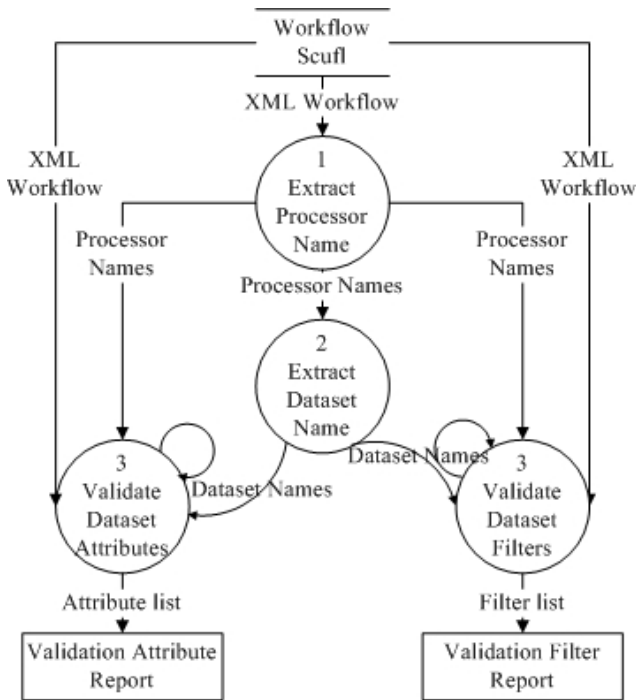 Workflow
Scufl
XML Workflow
XML
Workflow
XML
Workflow
1
Extract
Processor
Name
Processor
Names
Processor
Names
Processor Names
2
Extract
Dataset
Name
Dataset Names
Dataset Names
3
Validate
Dataset
Attributes
3
Validate
Dataset
Filters
Attribute list
Filter list
Validation Attribute
Report
Validation Filter
Report